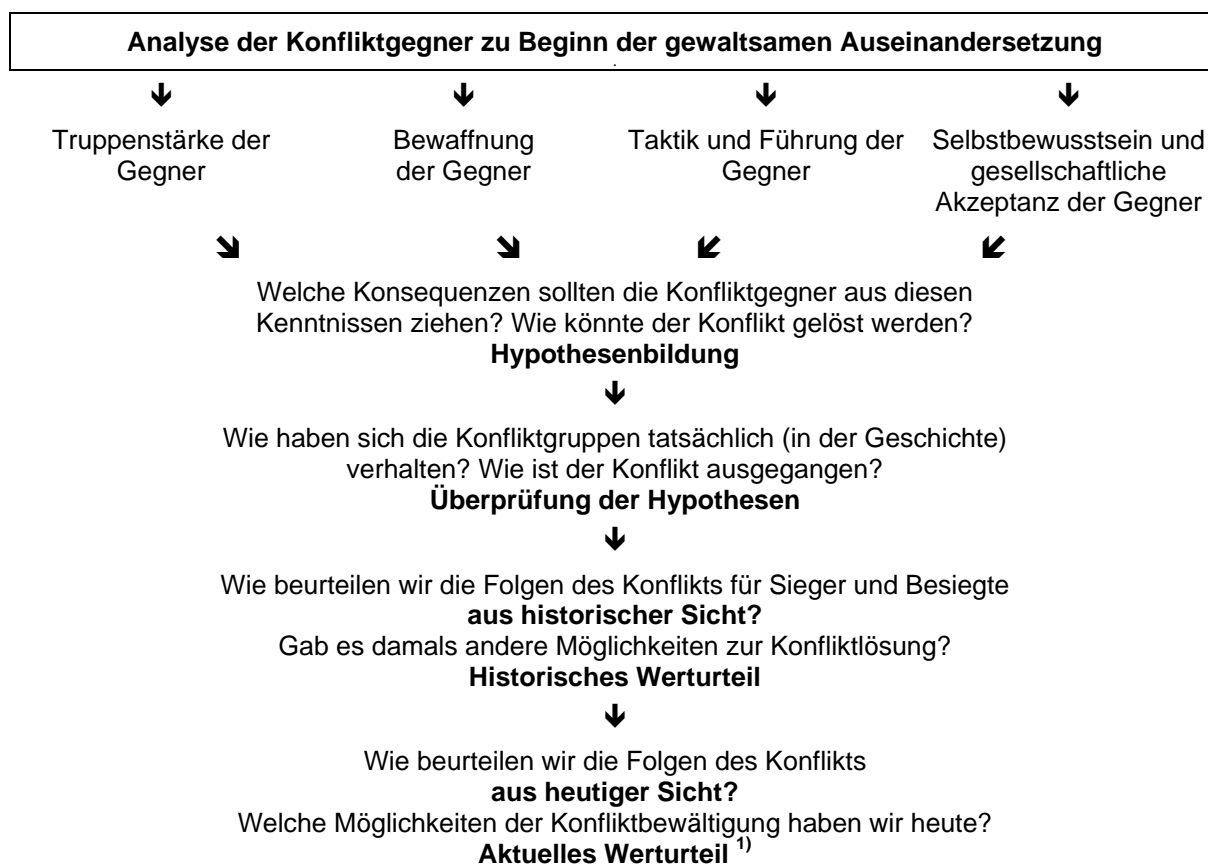 Analyse der Konfliktgegner zu Beginn der gewaltsamen Auseinandersetzung
Truppenstärke der
Gegner
Bewaffnung
der Gegner
Taktik und Führung der
Gegner
Selbstbewusstsein und
gesellschaftliche
Akzeptanz der Gegner
Welche Konsequenzen sollten die Konfliktgegner aus diesen
Kenntnissen ziehen? Wie könnte der Konflikt gelöst werden?
Hypothesenbildung
Wie haben sich die Konfliktgruppen tatsächlich (in der Geschichte)
verhalten? Wie ist der Konflikt ausgegangen?
Überprüfung der Hypothesen
Wie beurteilen wir die Folgen des Konflikts für Sieger und Besiegte
aus historischer Sicht?
Gab es damals andere Möglichkeiten zur Konfliktlösung?
Historisches Werturteil
Wie beurteilen wir die Folgen des Konflikts
aus heutiger Sicht?
Welche Möglichkeiten der Konfliktbewältigung haben wir heute?
Aktuelles Werturteil 1)